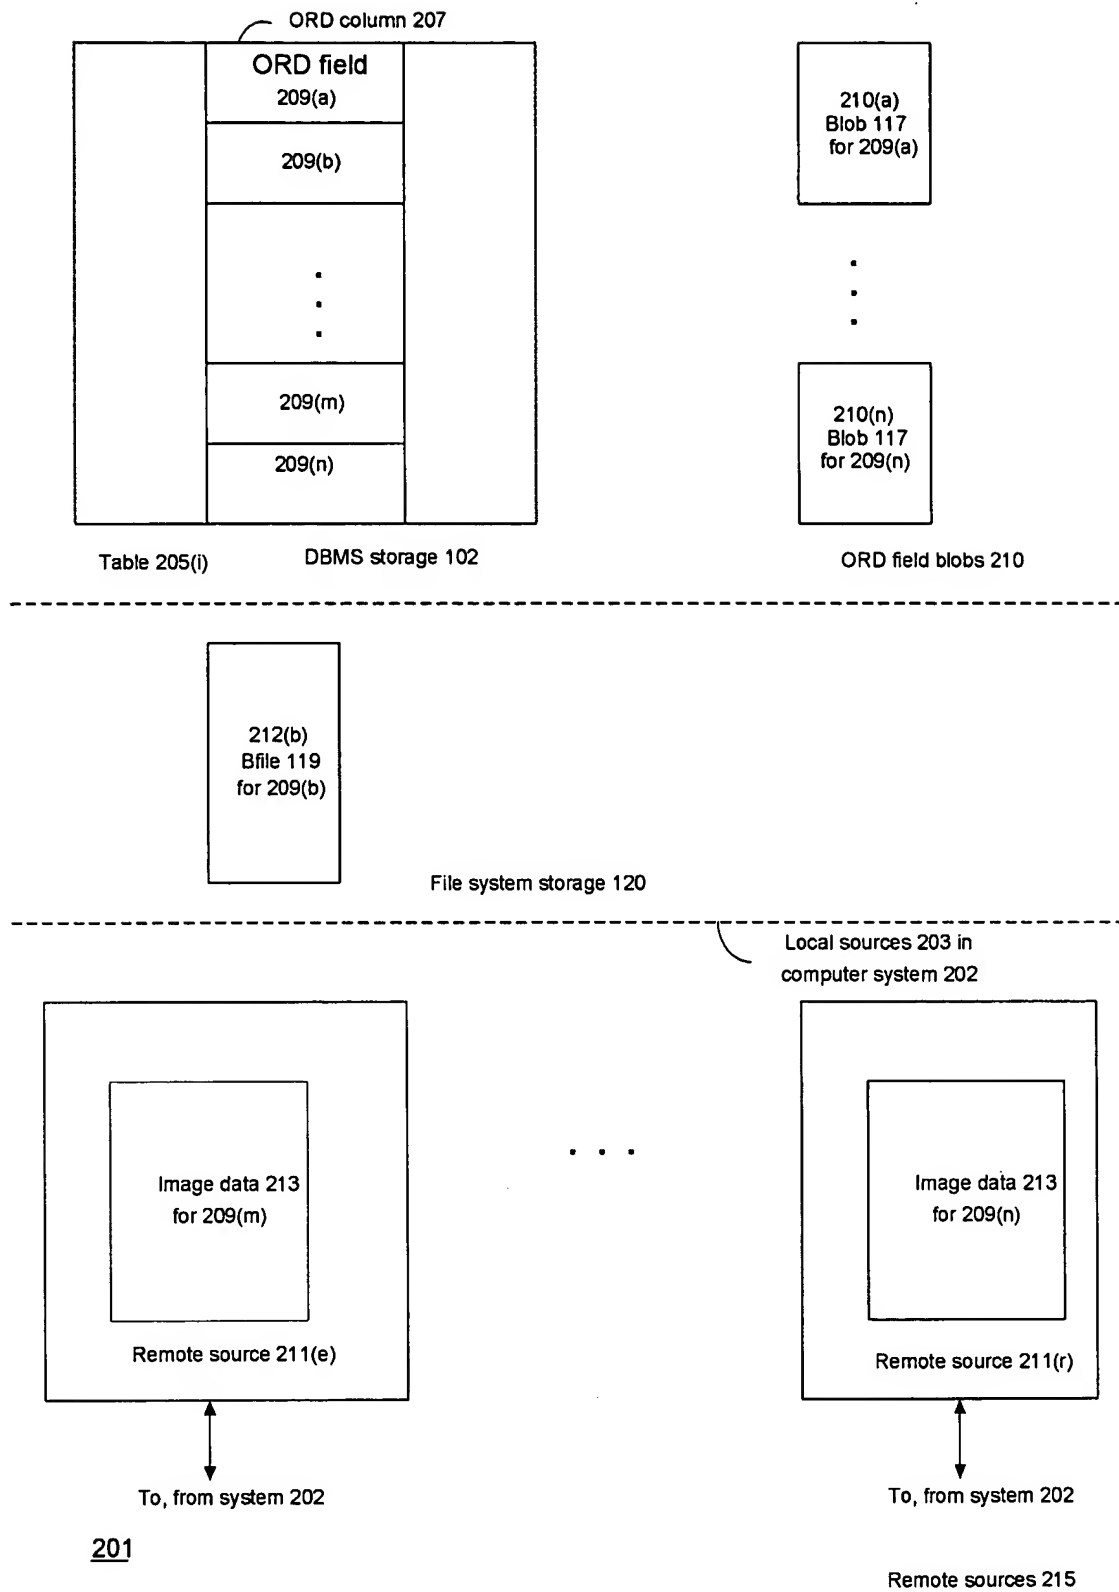 ORD column 207
ORD field
209(a)
209(b)
209(m)
209(n)
210(a)
Blob 117
for 209(a)
210(n)
Blob 117
for 209(n)
Table 205(i)
DBMS storage 102
ORD field blobs 210
212(b)
Bfile 119
for 209(b)
File system storage 120
Local sources 203 in
computer system 202
Image data 213
for 209(m)
Remote source 211(e)
To, from system 202
Image data 213
for 209(n)
Remote source 211(r)
To, from system 202
201
Remote sources 215